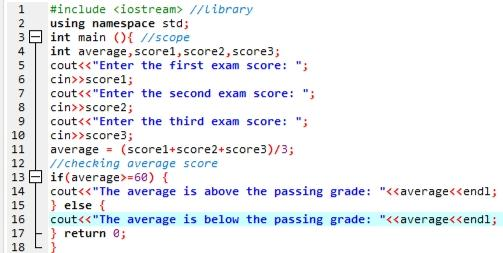 1 #include <iostream> //Library
2 using namespace std;
3 int main (){ //scope
4 int average,score1,score2,score3;
5 cout<<"Enter the first exam score: ";
6 cin>>score1;
7 cout<<"Enter the second exam score: ";
8 cin>>score2;
9 cout<<"Enter the third exam score: ";
10 cin>>score3;
11 average = (score1+score2+score3)/3;
12 //checking average score
13 if(average>=60) {
14 cout<<"The average is above the passing grade: "<<average<<endl;
15 } else {
16 cout<<"The average is below the passing grade: "<<average<<endl;
17 } return 0;
18 }